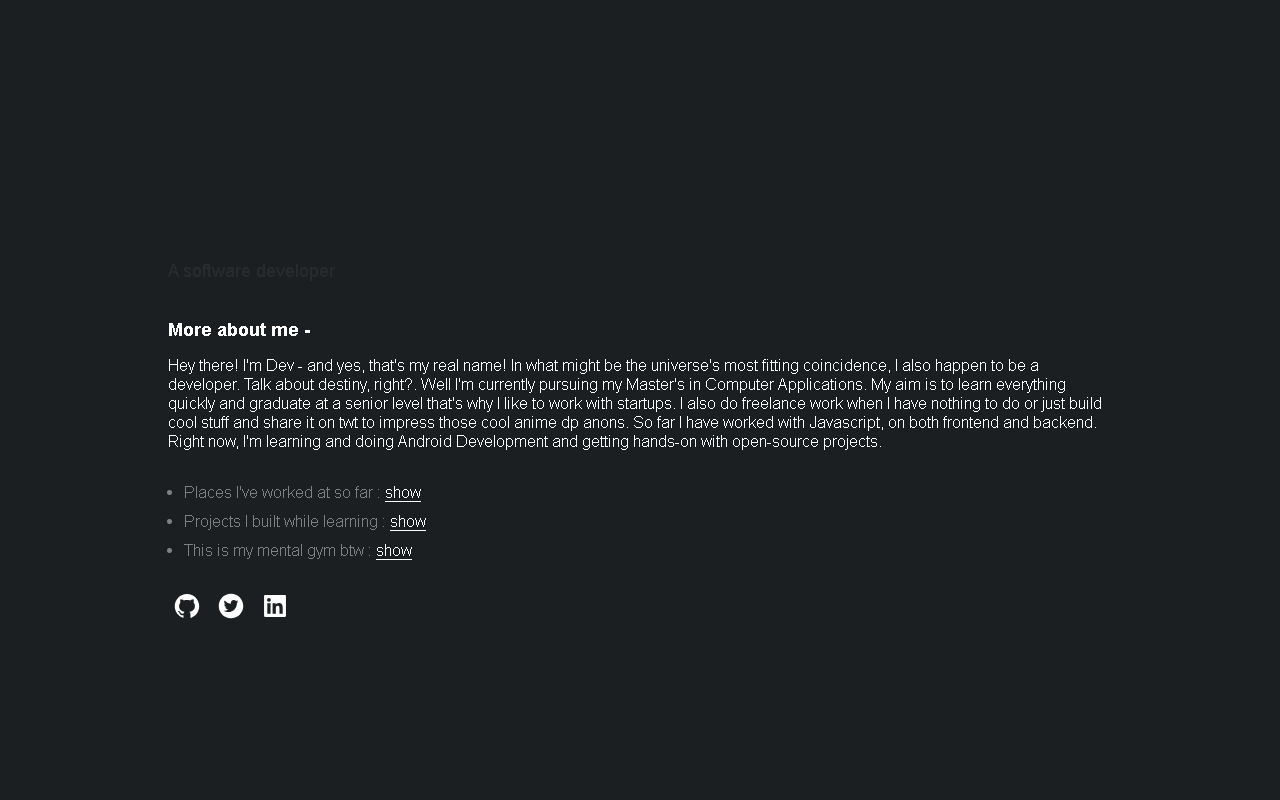 A software developer
More about me -
Hey there! I'm Dev - and yes, that's my real name! In what might be the universe's most fitting coincidence, I also happen to be a
developer. Talk about destiny, right?. Well I'm currently pursuing my Master's in Computer Applications. My aim is to learn everything
quickly and graduate at a senior level that's why I like to work with startups. I also do freelance work when I have nothing to do or just build
cool stuff and share it on twt to impress those cool anime dp anons. So far I have worked with Javascript, on both frontend and backend.
Right now, I'm learning and doing Android Development and getting hands-on with open-source projects.
• Places I've worked at so far : show
• Projects I built while learning : show
• This is my mental gym btw : show